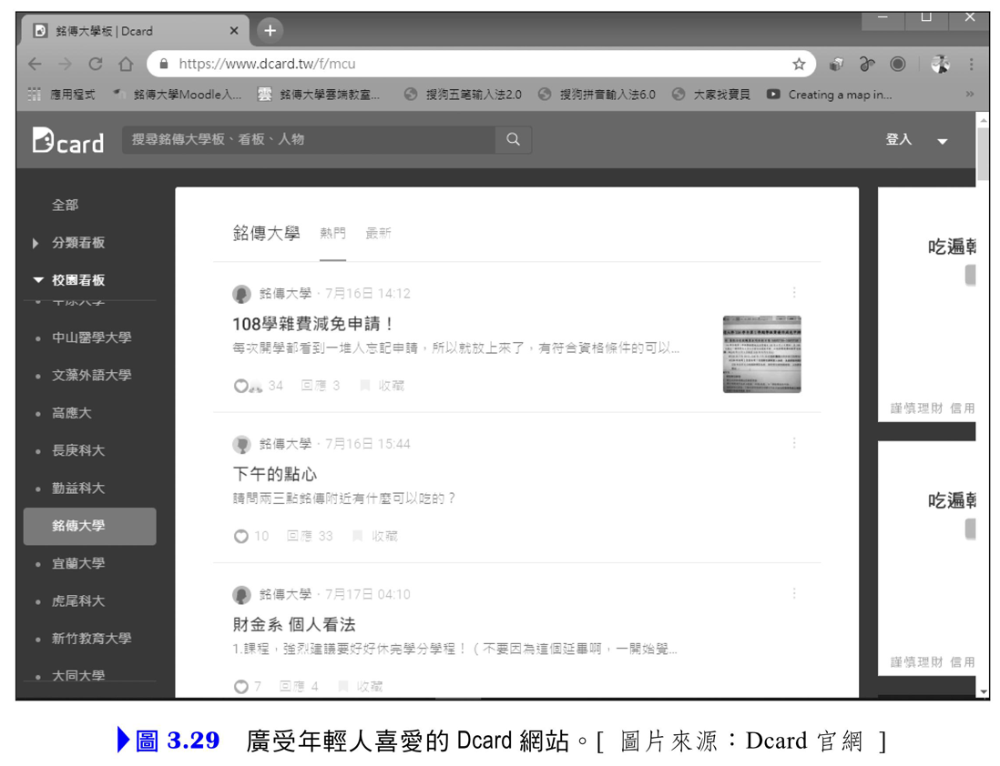 銘傳大學板 | Dcard
https://www.dcard.tw/f/mcu
應用程式 銘傳大學Moodle入... 雲 銘傳大學雲端教室... 搜狗五笔输入法2.0 搜狗拼音輸入法6.0 大家找寶貝 Creating a map in...
Dcard 搜尋銘傳大學板、看板、人物 登入
全部
分類看板
校園看板
中原大學
中山醫學大學
文藻外語大學
高應大
長庚科大
勤益科大
銘傳大學
宜蘭大學
虎尾科大
新竹教育大學
大同大學
銘傳大學 熱門 最新
銘傳大學 · 7月16日 14:12
108學雜費減免申請！
每次開學都看到一堆人忘記申請，所以就放上來了，有符合資格條件的可以...
34 回應 3 收藏
銘傳大學 · 7月16日 15:44
下午的點心
請問兩三點銘傳附近有什麼可以吃的？
10 回應 33 收藏
銘傳大學 · 7月17日 04:10
財金系 個人看法
1.課程，強烈建議要好好休完學分學程！（不要因為這個延畢啊，一開始覺...
7 回應 4 收藏
吃遍韓
謹慎理財 信用
吃遍韓
謹慎理財 信用
圖 3.29 廣受年輕人喜愛的 Dcard 網站。[ 圖片來源：Dcard 官網 ]